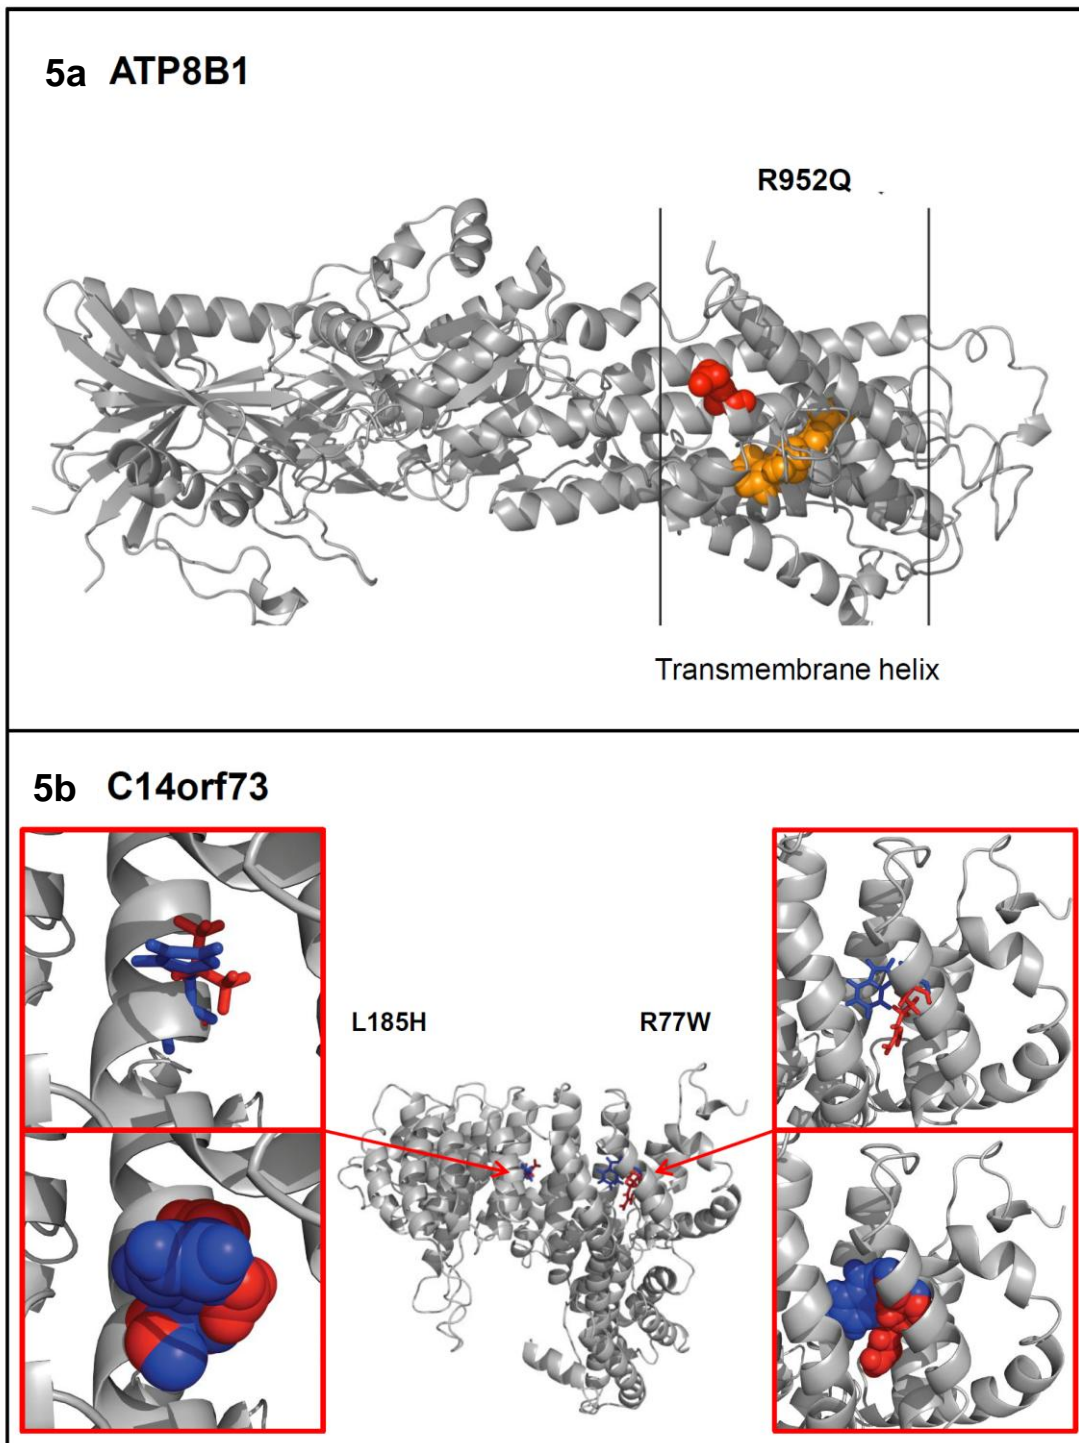 5a ATP8B1
R952Q
Transmembrane helix
5b C14orf73
L185H
R77W